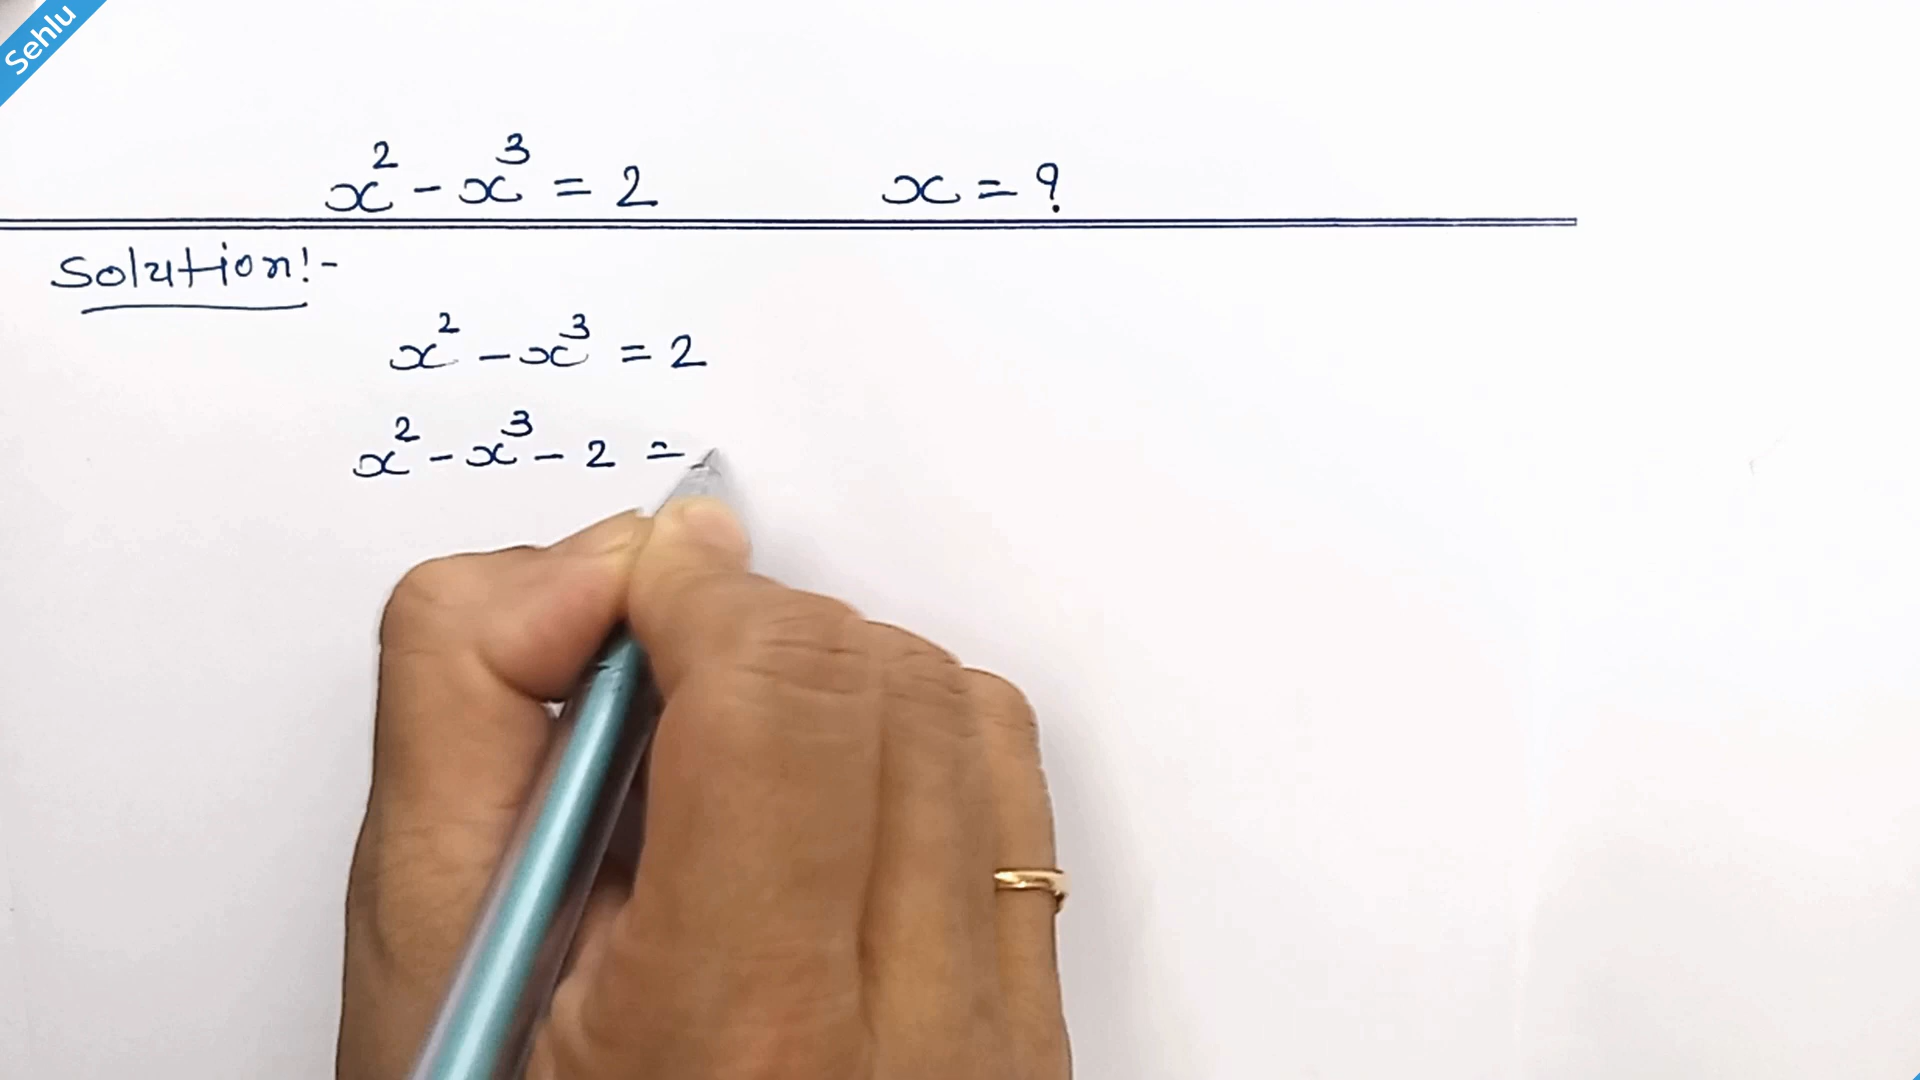 Sehlu
x² - x³ = 2 x = ?
Solution:-
x² - x³ = 2
x² - x³ - 2 =